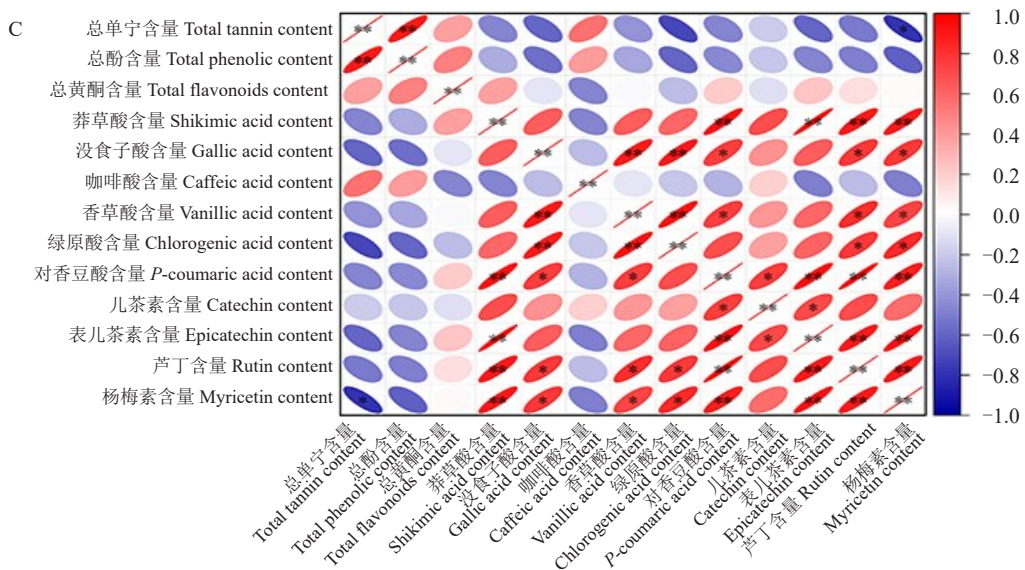 C
总单宁含量 Total tannin content
总酚含量 Total phenolic content
总黄酮含量 Total flavonoids content
莽草酸含量 Shikimic acid content
没食子酸含量 Gallic acid content
咖啡酸含量 Caffeic acid content
香草酸含量 Vanillic acid content
绿原酸含量 Chlorogenic acid content
对香豆酸含量 P-coumaric acid content
儿茶素含量 Catechin content
表儿茶素含量 Epicatechin content
芦丁含量 Rutin content
杨梅素含量 Myricetin content
1.0
0.8
0.6
0.4
0.2
0.0
−0.2
−0.4
−0.6
−0.8
−1.0
总单宁含量
Total tannin content
总酚含量
Total phenolic content
总黄酮含量
Total flavonoids content
莽草酸含量
Shikimic acid content
没食子酸含量
Gallic acid content
咖啡酸含量
Caffeic acid content
香草酸含量
Vanillic acid content
绿原酸含量
Chlorogenic acid content
对香豆酸含量
P-coumaric acid content
儿茶素含量
Catechin content
表儿茶素含量
Epicatechin content
芦丁含量 Rutin content
杨梅素含量
Myricetin content